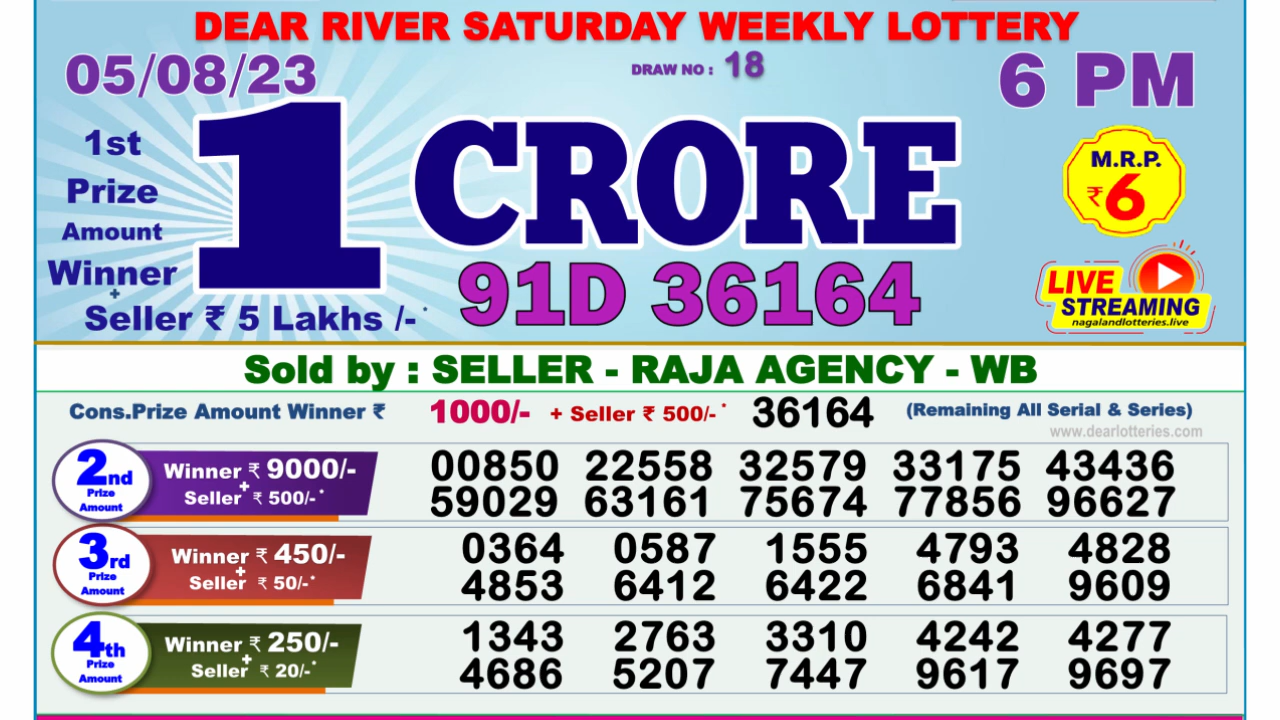 DEAR RIVER SATURDAY WEEKLY LOTTERY
05/08/23
DRAW NO : 18
6 PM
1st
Prize
Amount
Winner
+
Seller ₹ 5 Lakhs /- *
1 CRORE
91D 36164
M.R.P.
₹6
LIVE
STREAMING
nagalandlotteries.live
Sold by : SELLER - RAJA AGENCY - WB
Cons.Prize Amount Winner ₹ 1000/- + Seller ₹ 500/- * 36164 (Remaining All Serial & Series)
www.dearlotteries.com
2nd
Prize
Amount
Winner ₹ 9000/-
+
Seller ₹ 500/- *
00850 22558 32579 33175 43436
59029 63161 75674 77856 96627
3rd
Prize
Amount
Winner ₹ 450/-
+
Seller ₹ 50/- *
0364 0587 1555 4793 4828
4853 6412 6422 6841 9609
4th
Prize
Amount
Winner ₹ 250/-
+
Seller ₹ 20/- *
1343 2763 3310 4242 4277
4686 5207 7447 9617 9697